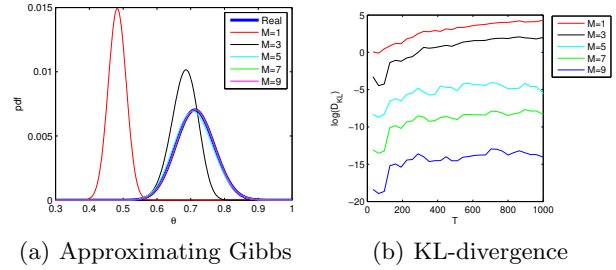 0.015
0.01
0.005
0
pdf
0.3 0.4 0.5 0.6 0.7 0.8 0.9 1
θ
Real
M=1
M=3
M=5
M=7
M=9
(a) Approximating Gibbs
5
0
-5
-10
-15
-20
log(D_KL)
0 200 400 600 800 1000
T
M=1
M=3
M=5
M=7
M=9
(b) KL-divergence